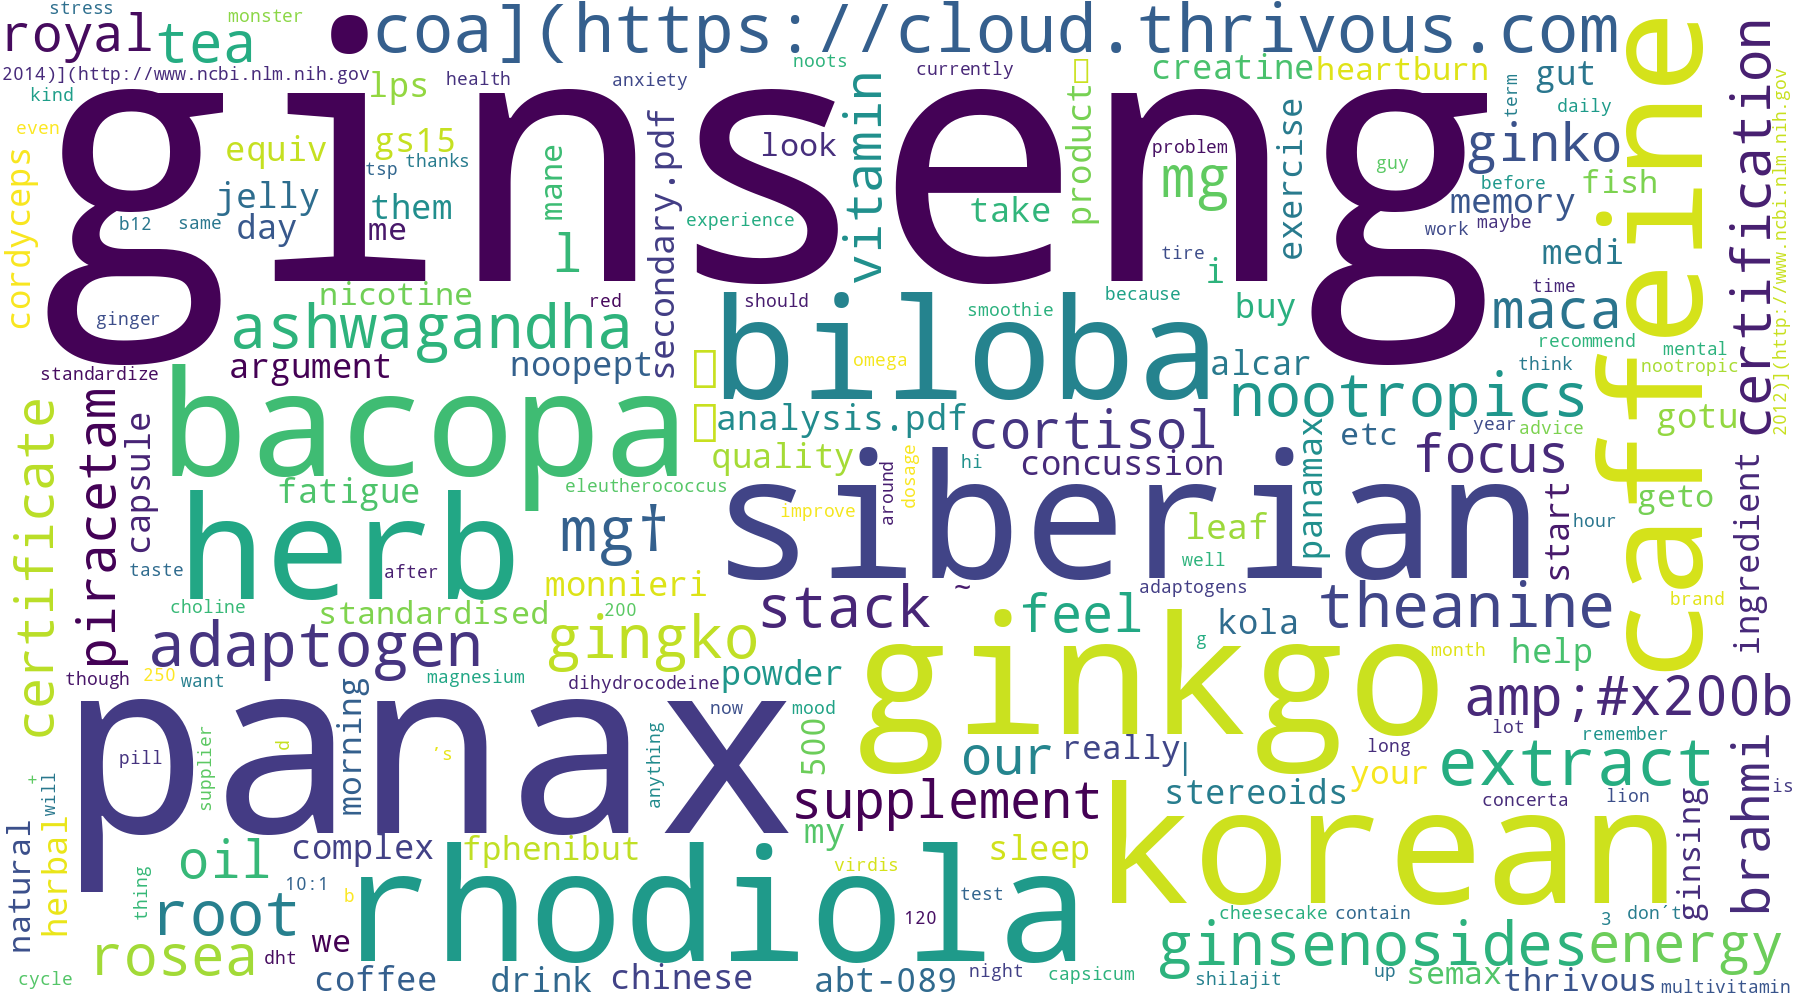 stress
monster
royal
tea
•
coa](https://cloud.thrivous.com
noots
currently
creatine
heartburn
gut
term
2014)](http://www.ncbi.nlm.nih.gov
lps
health
anxiety
kind
daily
ginseng
caffeine
certification
2012)](http://www.ncbi.nlm.nih.gov
even
equiv
gs15
tsp
thanks
mane
secondary.pdf
look
vitamin
product
exercise
problem
mg
guy
ginko
before
fish
cordyceps
jelly
them
b12
same
day
me
l
experience
take
memory
work
maybe
tire
i
medi
nicotine
red
should
smoothie
because
buy
time
maca
ginger
ashwagandha
biloba
recommend
mental
nootropic
standardize
argument
noopept
omega
alcar
think
certificate
piracetam
capsule
bacopa
analysis.pdf
cortisol
nootropics
panamax
etc
year
advice
gotu
quality
hi
concussion
focus
fatigue
eleutherococcus
around
dosage
siberian
start
geto
ingredient
herb
mg†
improve
leaf
hour
well
taste
after
monnieri
~
adaptogens
choline
standardised
200
stack
feel
g
kola
theanine
brand
adaptogen
gingko
ginkgo
month
help
though
250
want
magnesium
dihydrocodeine
powder
amp;#x200b
panax
morning
now
mood
supplier
d
's
anything
500
our
really
|
long
lot
remember
pill
+
will
your
extract
brahmi
stereoids
concerta
lion
ginsing
is
supplement
korean
natural
herbal
oil
complex
fphenibut
my
virdis
sleep
thing
10:1
b
rhodiola
test
root
120
cheesecake
contain
3
don´t
rosea
dht
we
ginsenosides
energy
cycle
coffee
drink
chinese
abt-089
night
capsicum
shilajit
up
semax
thrivous
multivitamin